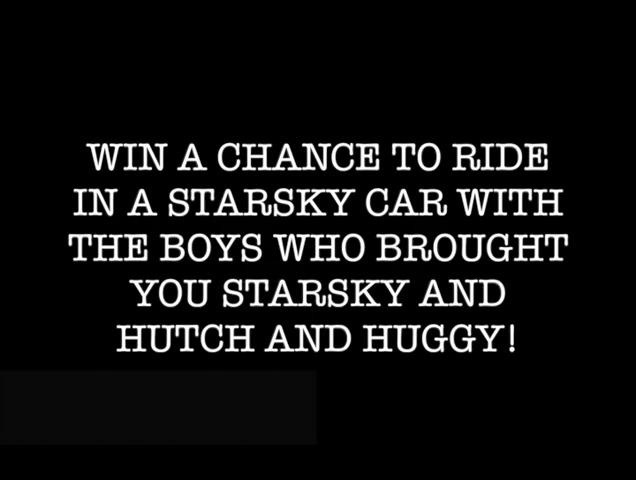 WIN A CHANCE TO RIDE
IN A STARSKY CAR WITH
THE BOYS WHO BROUGHT
YOU STARSKY AND
HUTCH AND HUGGY!